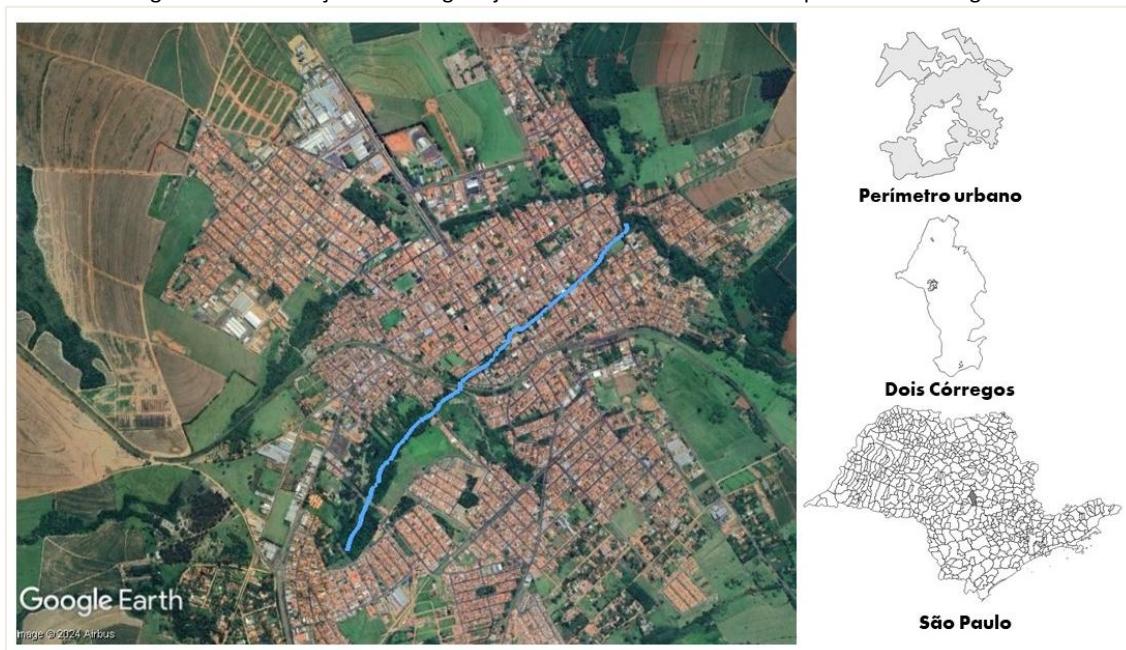 Google Earth
Image © 2024 Airbus
Perímetro urbano
Dois Córregos
São Paulo